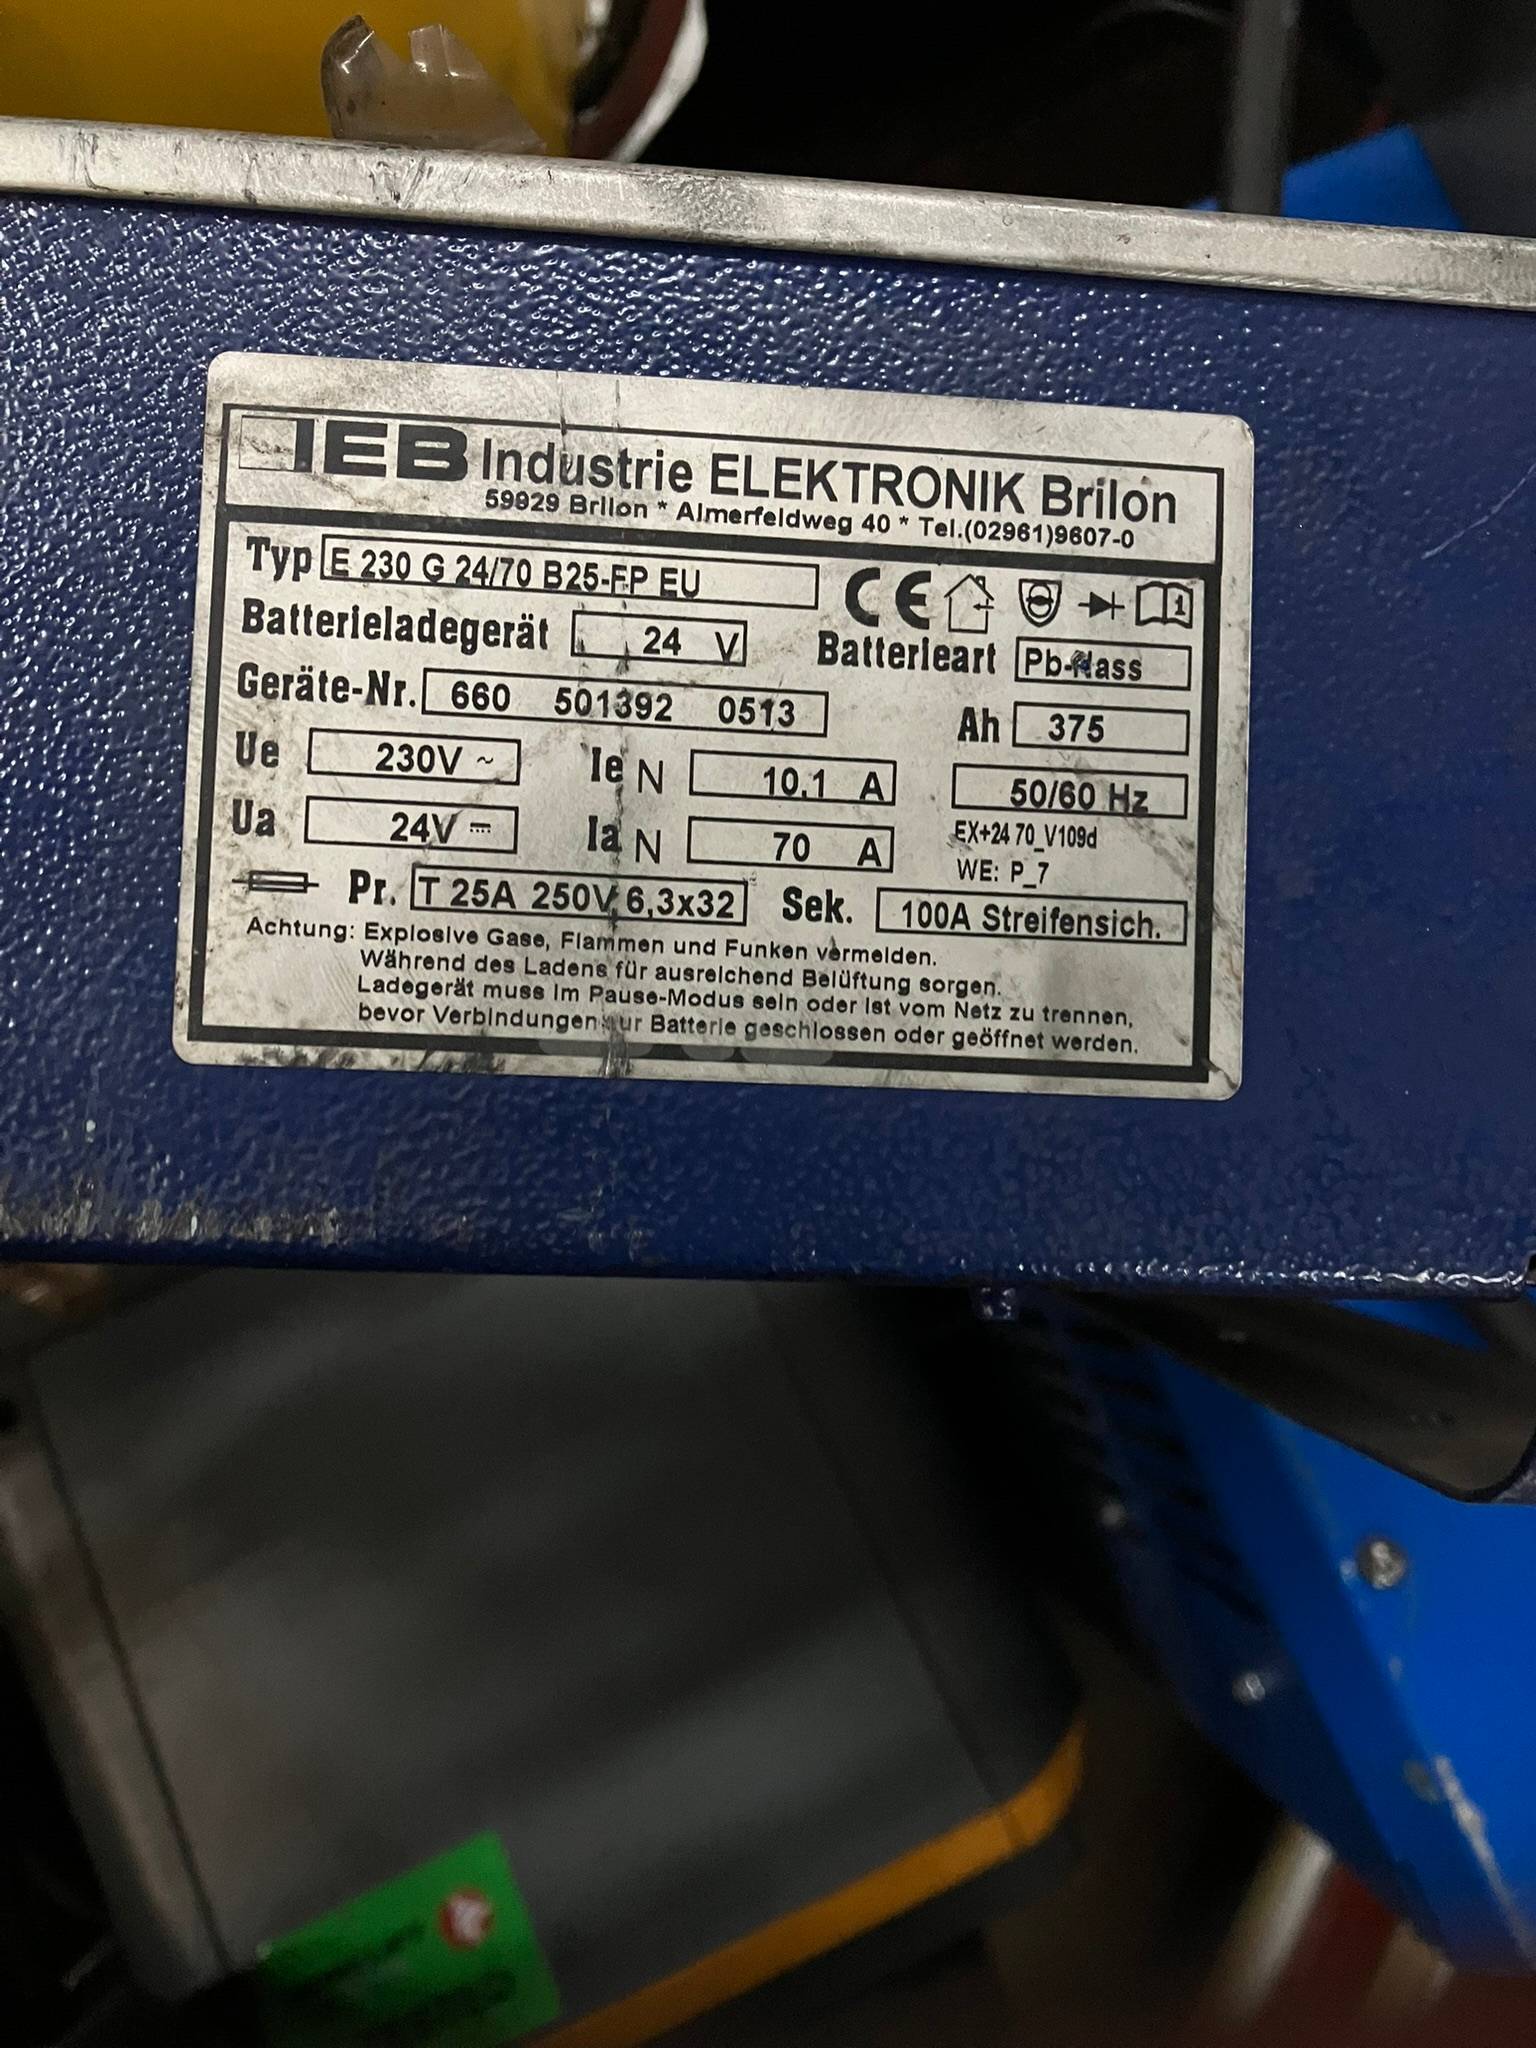 IEB Industrie ELEKTRONIK Brilon
59929 Brilon * Almerfeldweg 40 * Tel.(02961)9607-0
Typ E 230 G 24/70 B25-FP EU CE
Batterieladegerät 24 V Batterieart Pb-Nass
Geräte-Nr. 660 501392 0513 Ah 375
Ue 230V ~ Ie N 10,1 A 50/60 Hz
Ua 24V ⎓ Ia N 70 A EX+24 70_V109d
WE: P_7
Pr. T 25A 250V 6,3x32 Sek. 100A Streifensich.
Achtung: Explosive Gase, Flammen und Funken vermeiden.
Während des Ladens für ausreichend Belüftung sorgen.
Ladegerät muss im Pause-Modus sein oder ist vom Netz zu trennen,
bevor Verbindungen zur Batterie geschlossen oder geöffnet werden.